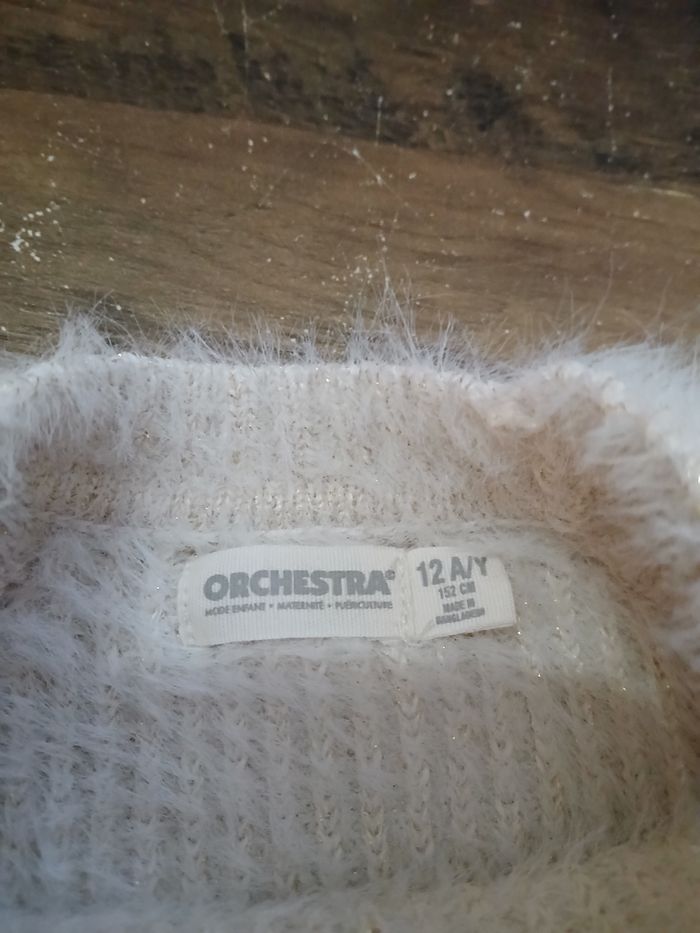 ORCHESTRA®
MODE ENFANT • MATERNITÉ • PUÉRICULTURE
12 A/Y
152 CM
MADE IN
BANGLADESH